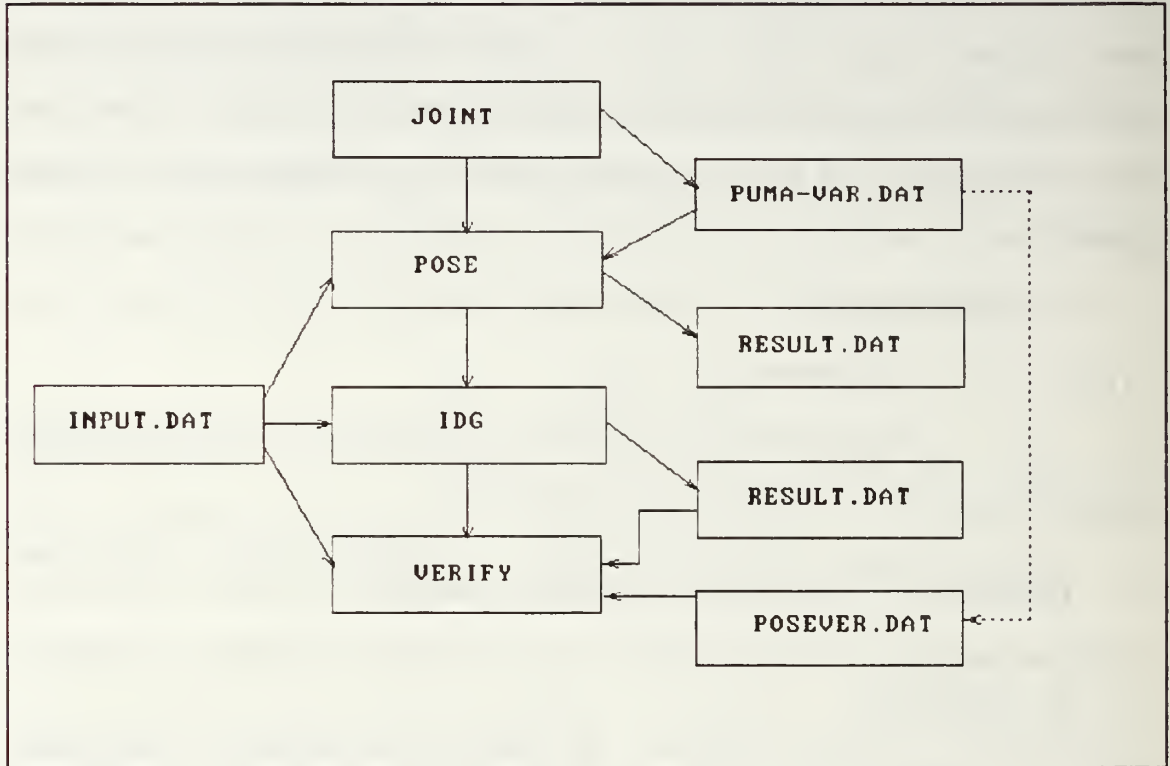 JOINT
PUMA-VAR.DAT
POSE
RESULT.DAT
INPUT.DAT
IDG
RESULT.DAT
VERIFY
POSEVER.DAT